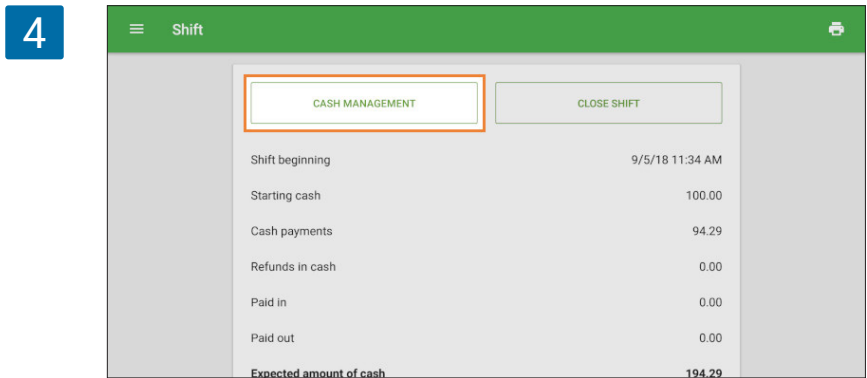 4
Shift
CASH MANAGEMENT CLOSE SHIFT
Shift beginning 9/5/18 11:34 AM
Starting cash 100.00
Cash payments 94.29
Refunds in cash 0.00
Paid in 0.00
Paid out 0.00
Expected amount of cash 194.29